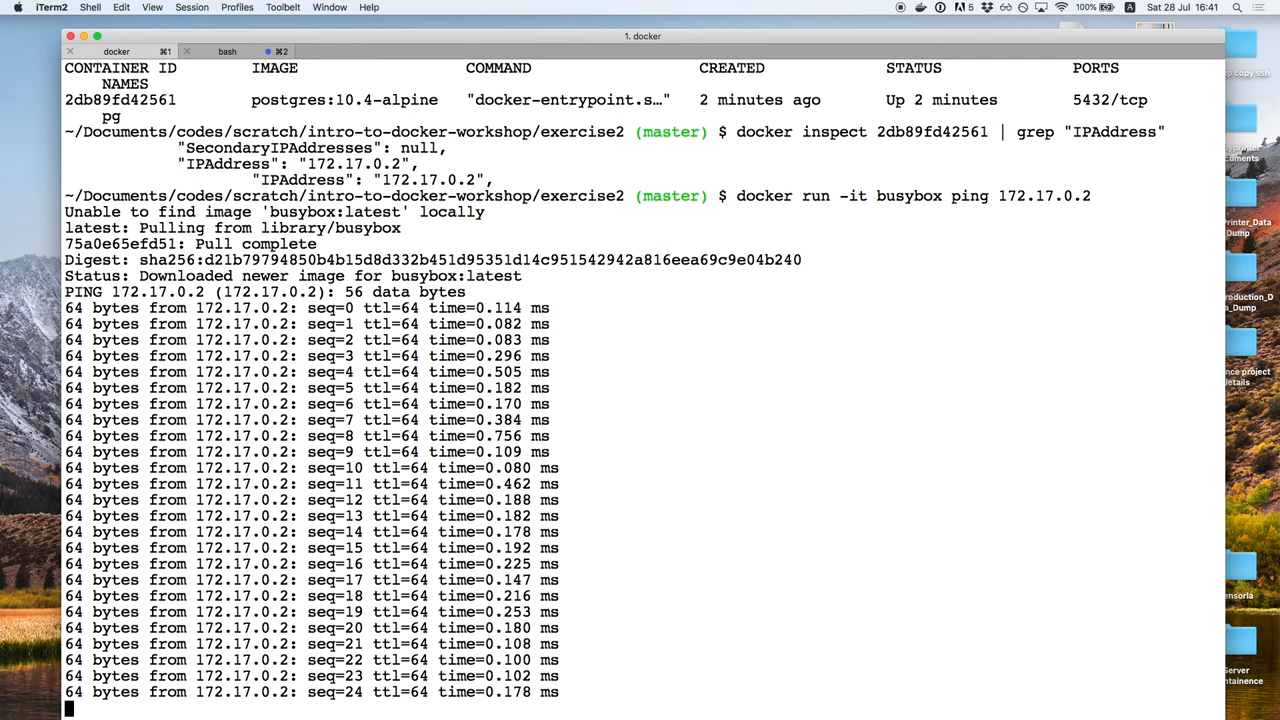 iTerm2 Shell Edit View Session Profiles Toolbelt Window Help 5 100% A Sat 28 Jul 16:41
1. docker
docker ⌘1 bash ⌘2
CONTAINER ID IMAGE COMMAND CREATED STATUS PORTS
NAMES
2db89fd42561 postgres:10.4-alpine "docker-entrypoint.s…" 2 minutes ago Up 2 minutes 5432/tcp
pg
~/Documents/codes/scratch/intro-to-docker-workshop/exercise2 (master) $ docker inspect 2db89fd42561 | grep "IPAddress"
"SecondaryIPAddresses": null,
"IPAddress": "172.17.0.2",
"IPAddress": "172.17.0.2",
~/Documents/codes/scratch/intro-to-docker-workshop/exercise2 (master) $ docker run -it busybox ping 172.17.0.2
Unable to find image 'busybox:latest' locally
latest: Pulling from library/busybox
75a0e65efd51: Pull complete
Digest: sha256:d21b79794850b4b15d8d332b451d95351d14c951542942a816eea69c9e04b240
Status: Downloaded newer image for busybox:latest
PING 172.17.0.2 (172.17.0.2): 56 data bytes
64 bytes from 172.17.0.2: seq=0 ttl=64 time=0.114 ms
64 bytes from 172.17.0.2: seq=1 ttl=64 time=0.082 ms
64 bytes from 172.17.0.2: seq=2 ttl=64 time=0.083 ms
64 bytes from 172.17.0.2: seq=3 ttl=64 time=0.296 ms
64 bytes from 172.17.0.2: seq=4 ttl=64 time=0.505 ms
64 bytes from 172.17.0.2: seq=5 ttl=64 time=0.182 ms
64 bytes from 172.17.0.2: seq=6 ttl=64 time=0.170 ms
64 bytes from 172.17.0.2: seq=7 ttl=64 time=0.384 ms
64 bytes from 172.17.0.2: seq=8 ttl=64 time=0.756 ms
64 bytes from 172.17.0.2: seq=9 ttl=64 time=0.109 ms
64 bytes from 172.17.0.2: seq=10 ttl=64 time=0.080 ms
64 bytes from 172.17.0.2: seq=11 ttl=64 time=0.462 ms
64 bytes from 172.17.0.2: seq=12 ttl=64 time=0.188 ms
64 bytes from 172.17.0.2: seq=13 ttl=64 time=0.182 ms
64 bytes from 172.17.0.2: seq=14 ttl=64 time=0.178 ms
64 bytes from 172.17.0.2: seq=15 ttl=64 time=0.192 ms
64 bytes from 172.17.0.2: seq=16 ttl=64 time=0.225 ms
64 bytes from 172.17.0.2: seq=17 ttl=64 time=0.147 ms
64 bytes from 172.17.0.2: seq=18 ttl=64 time=0.216 ms
64 bytes from 172.17.0.2: seq=19 ttl=64 time=0.253 ms
64 bytes from 172.17.0.2: seq=20 ttl=64 time=0.180 ms
64 bytes from 172.17.0.2: seq=21 ttl=64 time=0.108 ms
64 bytes from 172.17.0.2: seq=22 ttl=64 time=0.100 ms
64 bytes from 172.17.0.2: seq=23 ttl=64 time=0.102 ms
64 bytes from 172.17.0.2: seq=24 ttl=64 time=0.170 ms
p copy ssh
yprinter
cuments
Printer_Data
Dump
roduction_D
a_Dump
nce project
details
ensoria
Server
intainence